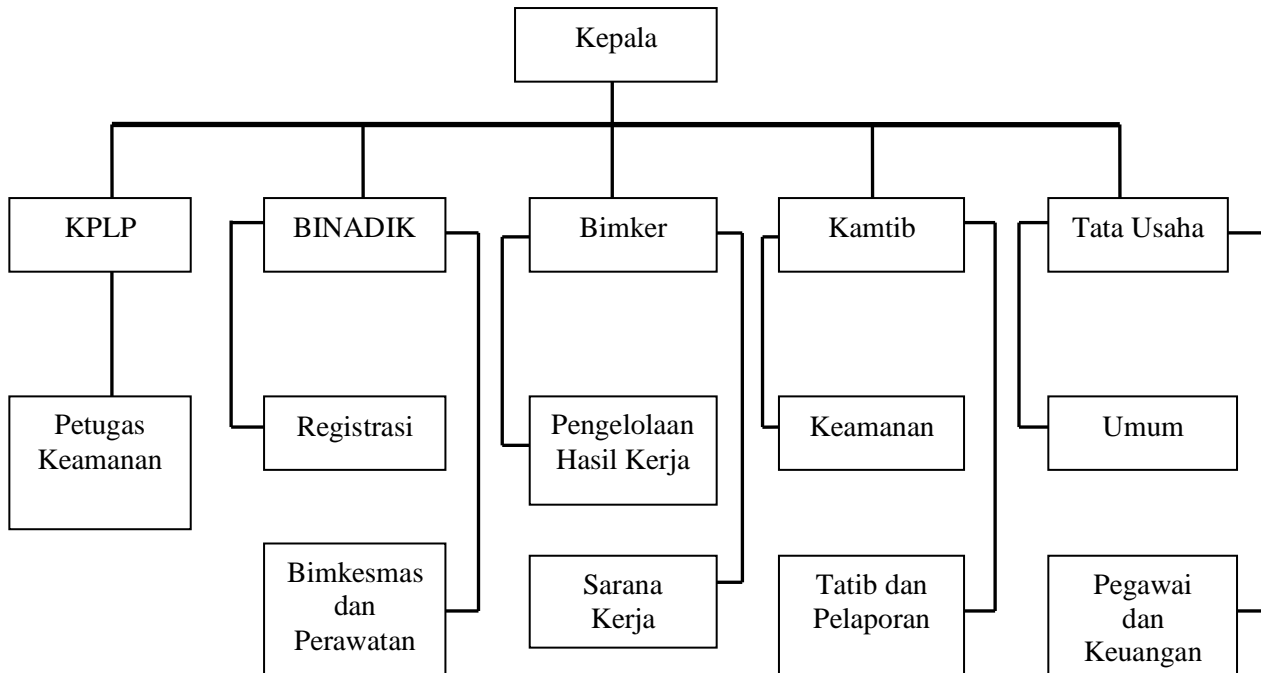 Kepala
KPLP
BINADIK
Bimker
Kamtib
Tata Usaha
Petugas
Keamanan
Registrasi
Pengelolaan
Hasil Kerja
Keamanan
Umum
Bimkesmas
dan
Perawatan
Sarana
Kerja
Tatib dan
Pelaporan
Pegawai
dan
Keuangan